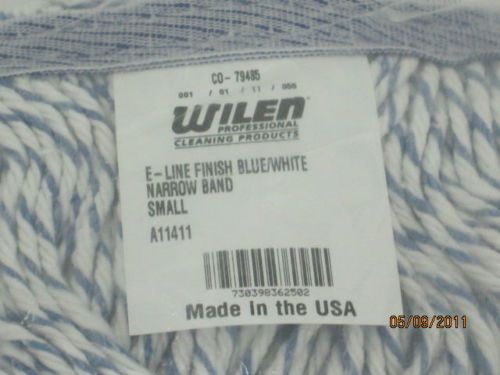 CO- 79485
001 / 01 / 11 / 055
WILEN
PROFESSIONAL
CLEANING PRODUCTS
E-LINE FINISH BLUE/WHITE
NARROW BAND
SMALL
A11411
730398362502
Made in the USA
05/09/2011